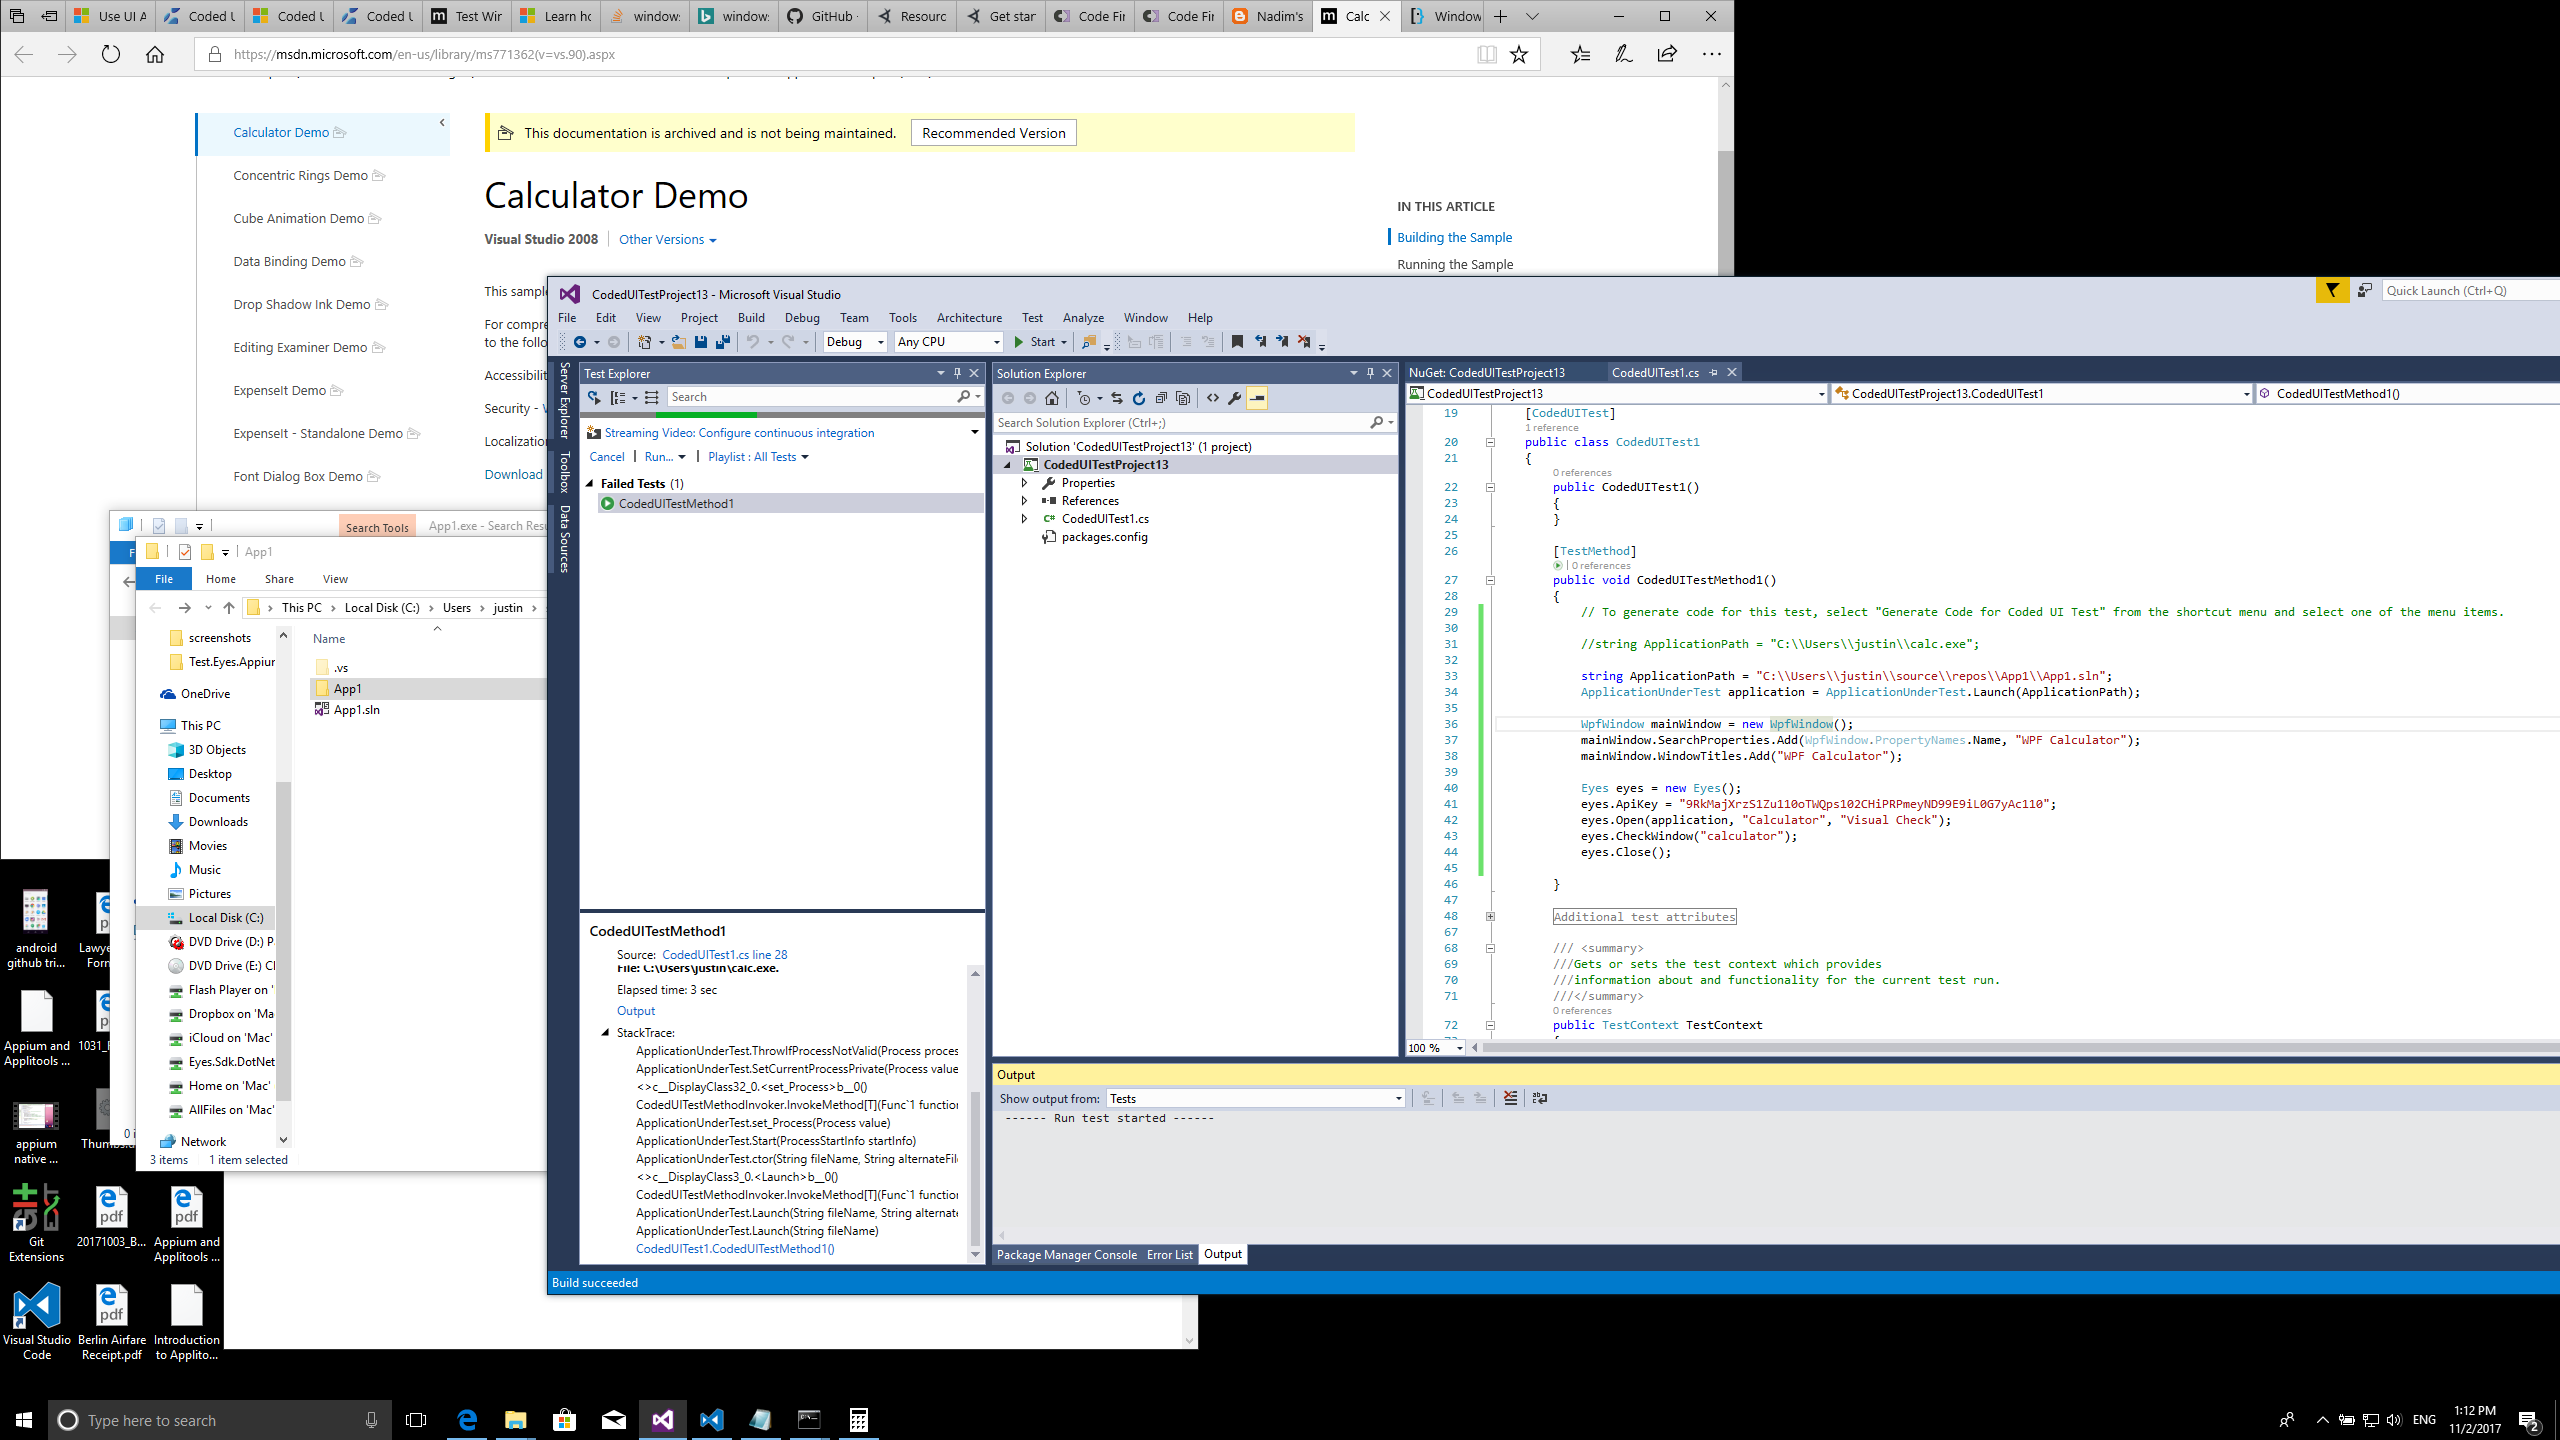 Use UI A
Coded U
Coded U
Coded U
Test Wir
Learn ho
window:
window:
GitHub
Resourc
Get star
Code Fir
Code Fir
Nadim's
Calc
Window
https://msdn.microsoft.com/en-us/library/ms771362(v=vs.90).aspx
Calculator Demo
Concentric Rings Demo
Cube Animation Demo
Data Binding Demo
Drop Shadow Ink Demo
Editing Examiner Demo
ExpenseIt Demo
ExpenseIt - Standalone Demo
Font Dialog Box Demo
This documentation is archived and is not being maintained.
Recommended Version
Calculator Demo
Visual Studio 2008
Other Versions
This sampl
For compre
to the follo
Accessibilit
Security -
Localization
Download
IN THIS ARTICLE
Building the Sample
Running the Sample
Search Tools
App1.exe - Search Resu
App1
File
Home
Share
View
This PC
Local Disk (C:)
Users
justin
screenshots
Test.Eyes.Appiur
OneDrive
This PC
3D Objects
Desktop
Documents
Downloads
Movies
Music
Pictures
Local Disk (C:)
DVD Drive (D:) P
DVD Drive (E:) Cl
Flash Player on '
Dropbox on 'Ma
iCloud on 'Mac'
Eyes.Sdk.DotNet
Home on 'Mac'
AllFiles on 'Mac'
Network
3 items
1 item selected
Name
.vs
App1
App1.sln
CodedUITestProject13 - Microsoft Visual Studio
Quick Launch (Ctrl+Q)
File
Edit
View
Project
Build
Debug
Team
Tools
Architecture
Test
Analyze
Window
Help
Debug
Any CPU
Start
Server Explorer
Toolbox
Data Sources
Test Explorer
Search
Streaming Video: Configure continuous integration
Cancel | Run... | Playlist : All Tests
Failed Tests (1)
CodedUITestMethod1
CodedUITestMethod1
Source: CodedUITest1.cs line 28
File: C:\Users\justin\calc.exe.
Elapsed time: 3 sec
Output
StackTrace:
ApplicationUnderTest.ThrowIfProcessNotValid(Process proces
ApplicationUnderTest.SetCurrentProcessPrivate(Process value
<>c__DisplayClass32_0.<set_Process>b__0()
CodedUITestMethodInvoker.InvokeMethod[T](Func`1 function
ApplicationUnderTest.set_Process(Process value)
ApplicationUnderTest.Start(ProcessStartInfo startInfo)
ApplicationUnderTest.ctor(String fileName, String alternateFile
<>c__DisplayClass3_0.<Launch>b__0()
CodedUITestMethodInvoker.InvokeMethod[T](Func`1 function
ApplicationUnderTest.Launch(String fileName, String alternate
ApplicationUnderTest.Launch(String fileName)
CodedUITest1.CodedUITestMethod1()
Build succeeded
Solution Explorer
Search Solution Explorer (Ctrl+;)
Solution 'CodedUITestProject13' (1 project)
CodedUITestProject13
Properties
References
CodedUITest1.cs
packages.config
NuGet: CodedUITestProject13
CodedUITest1.cs
CodedUITestProject13
CodedUITestProject13.CodedUITest1
CodedUITestMethod1()
19 [CodedUITest]
1 reference
20 public class CodedUITest1
21 {
0 references
22 public CodedUITest1()
23 {
24 }
25
26 [TestMethod]
| 0 references
27 public void CodedUITestMethod1()
28 {
29 // To generate code for this test, select "Generate Code for Coded UI Test" from the shortcut menu and select one of the menu items.
30
31 //string ApplicationPath = "C:\\Users\\justin\\calc.exe";
32
33 string ApplicationPath = "C:\\Users\\justin\\source\\repos\\App1\\App1.sln";
34 ApplicationUnderTest application = ApplicationUnderTest.Launch(ApplicationPath);
35
36 WpfWindow mainWindow = new WpfWindow();
37 mainWindow.SearchProperties.Add(WpfWindow.PropertyNames.Name, "WPF Calculator");
38 mainWindow.WindowTitles.Add("WPF Calculator");
39
40 Eyes eyes = new Eyes();
41 eyes.ApiKey = "9RkMajXrzS1Zu110oTWQps102CHiPRPmeyND99E9iL0G7yAc110";
42 eyes.Open(application, "Calculator", "Visual Check");
43 eyes.CheckWindow("calculator");
44 eyes.Close();
45
46 }
47
48 Additional test attributes
67
68 /// <summary>
69 ///Gets or sets the test context which provides
70 ///information about and functionality for the current test run.
71 ///</summary>
0 references
72 public TestContext TestContext
100 %
Output
Show output from: Tests
------ Run test started ------
Package Manager Console
Error List
Output
android
github tri...
Lawye
Forn
Appium and
Applitools ...
1031_F
appium
native ...
Thumbs
Git
Extensions
20171003_B...
Appium and
Applitools ...
Visual Studio
Code
Berlin Airfare
Receipt.pdf
Introduction
to Applito...
Type here to search
ENG
1:12 PM
11/2/2017
2